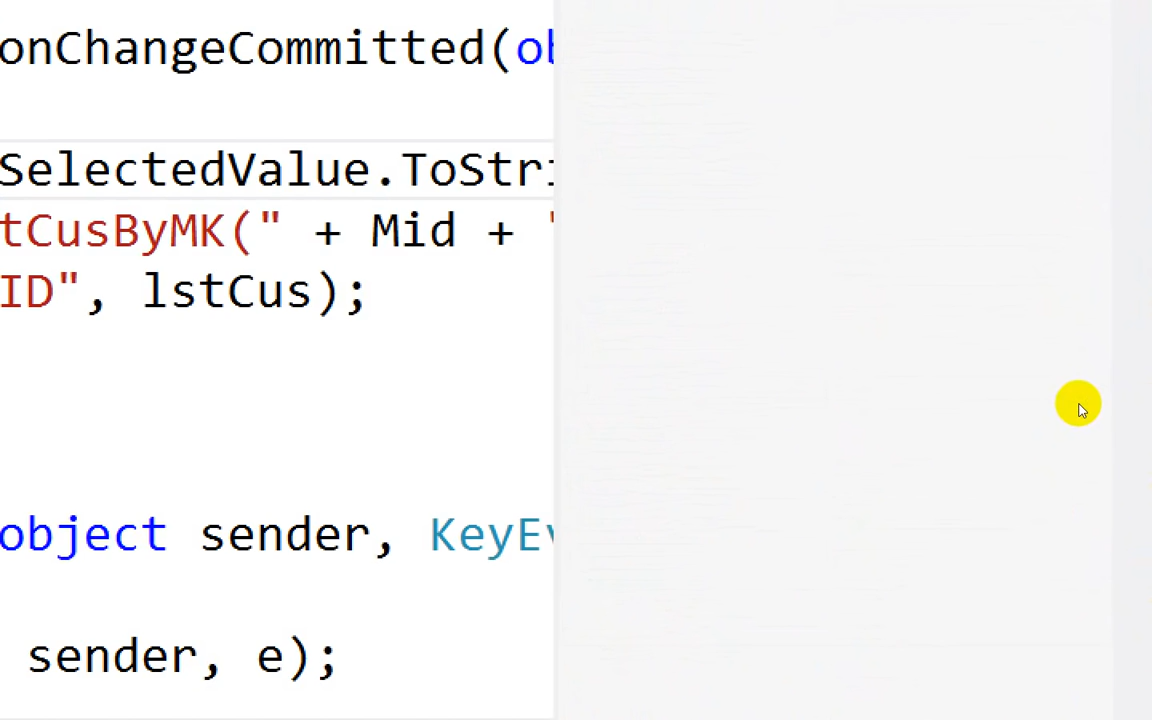 onChangeCommitted(ob
SelectedValue.ToStri
tCusByMK(" + Mid + "
ID", lstCus);
object sender, KeyEv
sender, e);